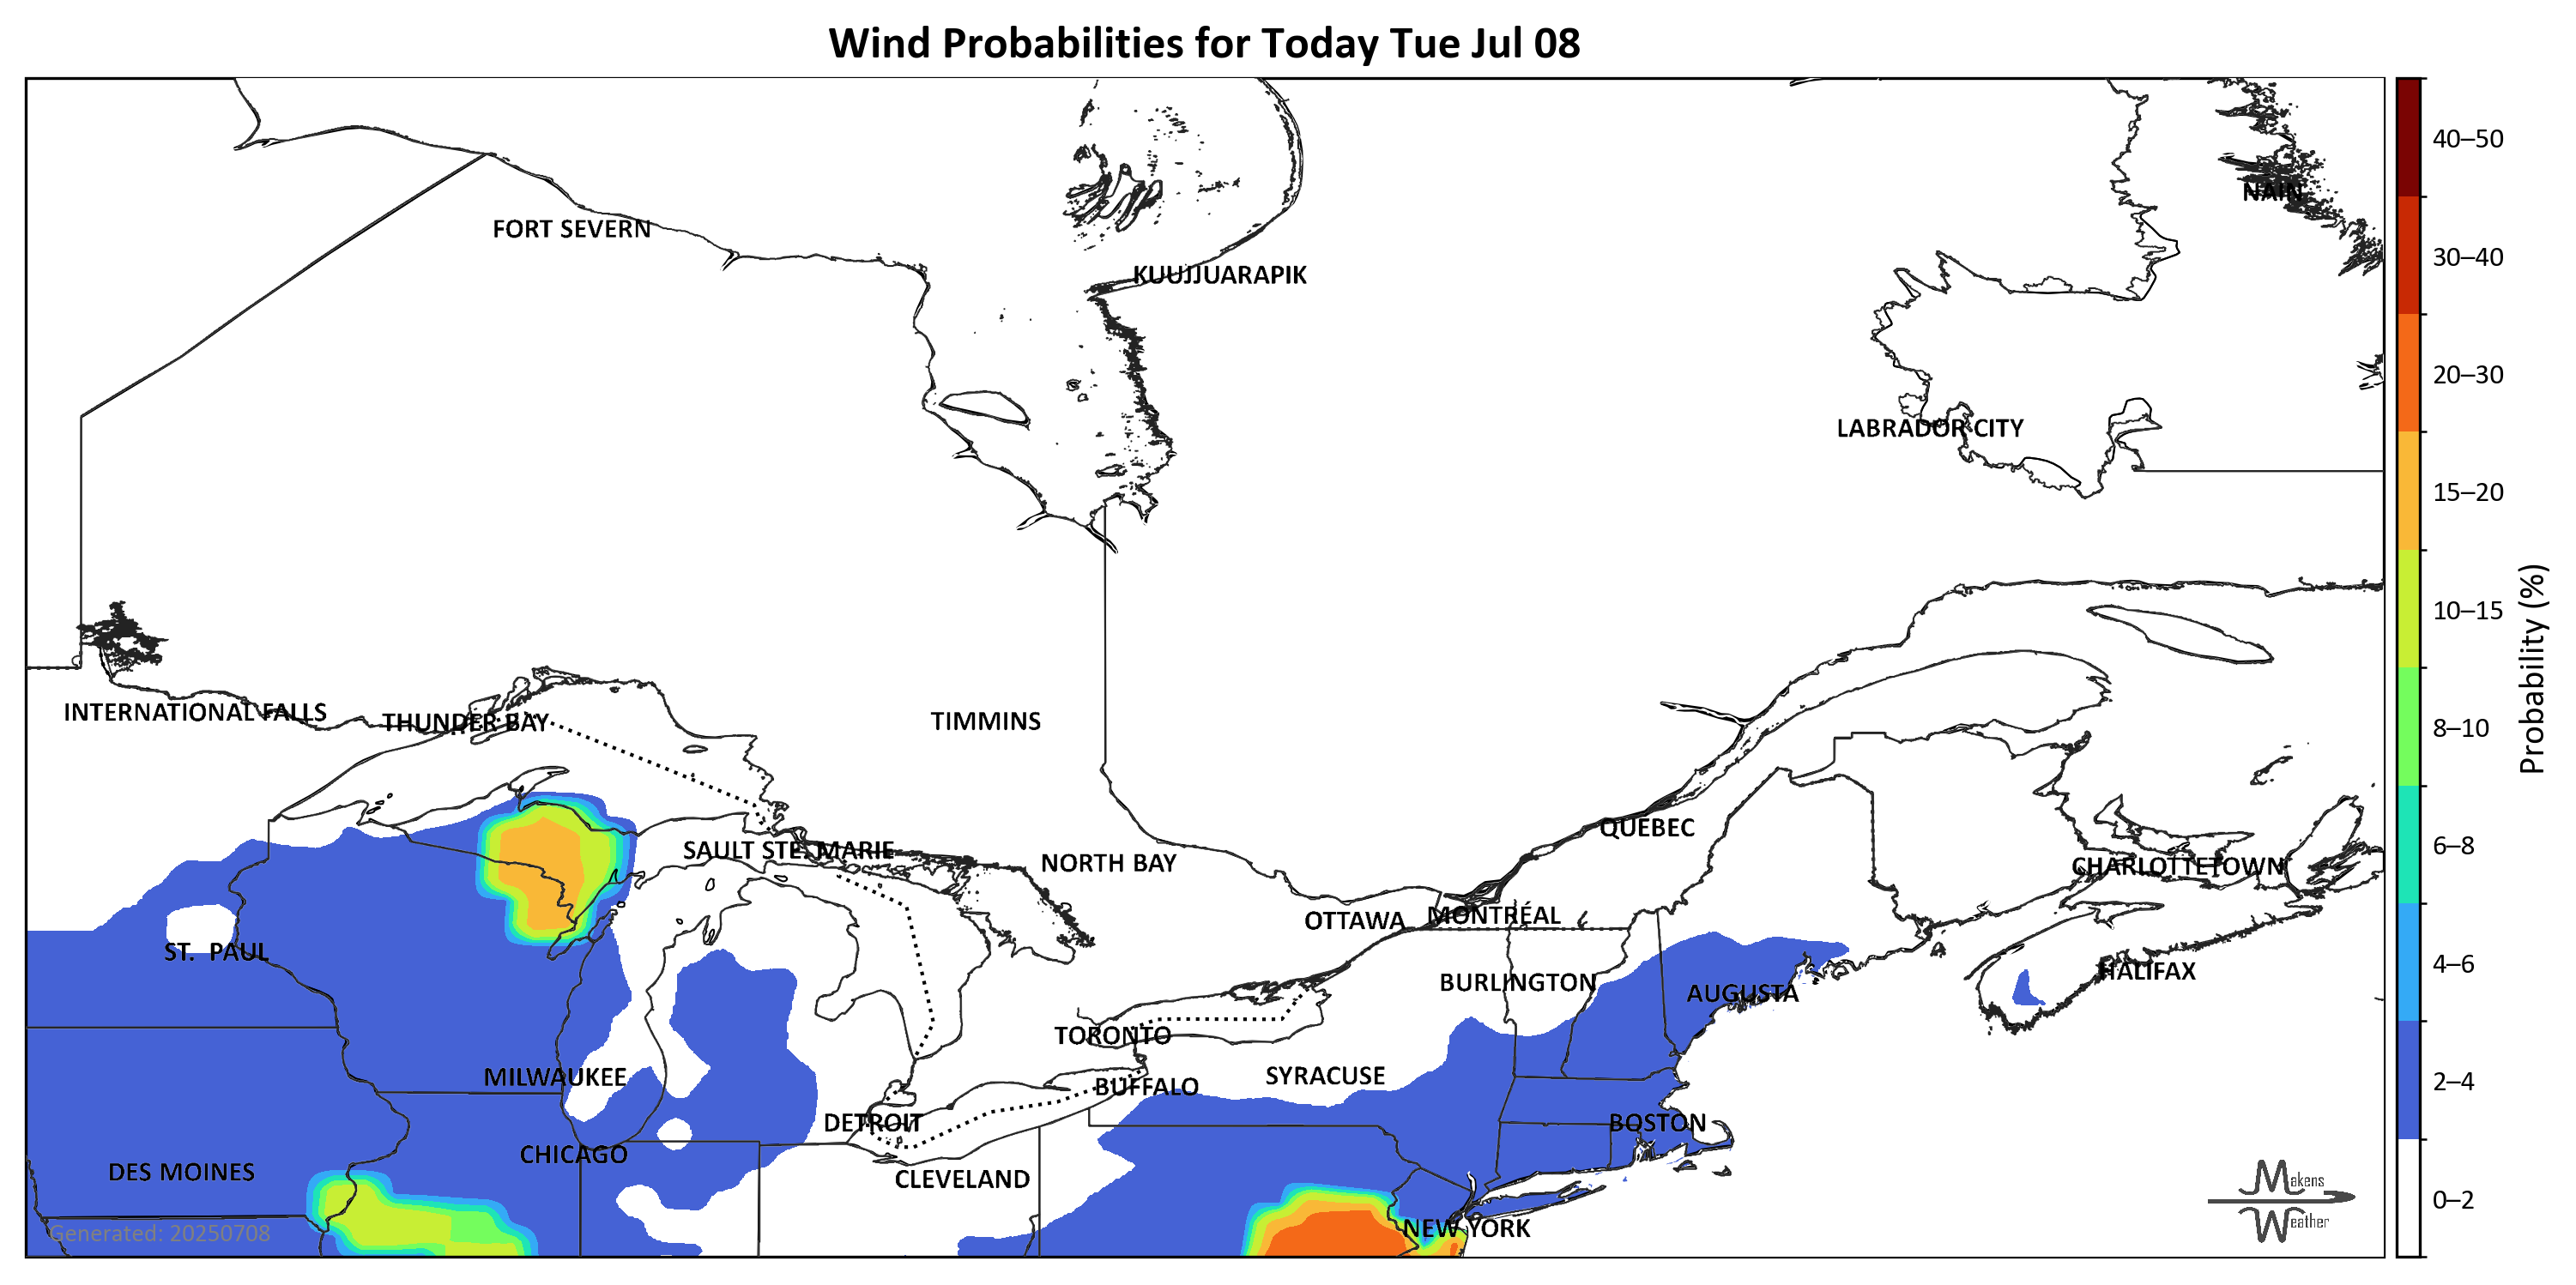 Wind Probabilities for Today Tue Jul 08
40–50
NAIN
FORT SEVERN
30–40
KUUJJUARAPIK
20–30
LABRADOR CITY
15–20
10–15
Probability (%)
INTERNATIONAL FALLS
THUNDER BAY
TIMMINS
8–10
QUEBEC
SAULT STE. MARIE
6–8
NORTH BAY
CHARLOTTETOWN
OTTAWA
MONTRÉAL
ST. PAUL
4–6
HALIFAX
BURLINGTON
AUGUSTA
TORONTO
MILWAUKEE
SYRACUSE
2–4
BUFFALO
DETROIT
BOSTON
CHICAGO
DES MOINES
CLEVELAND
Makens
Weather
0–2
NEW YORK
Generated: 20250708